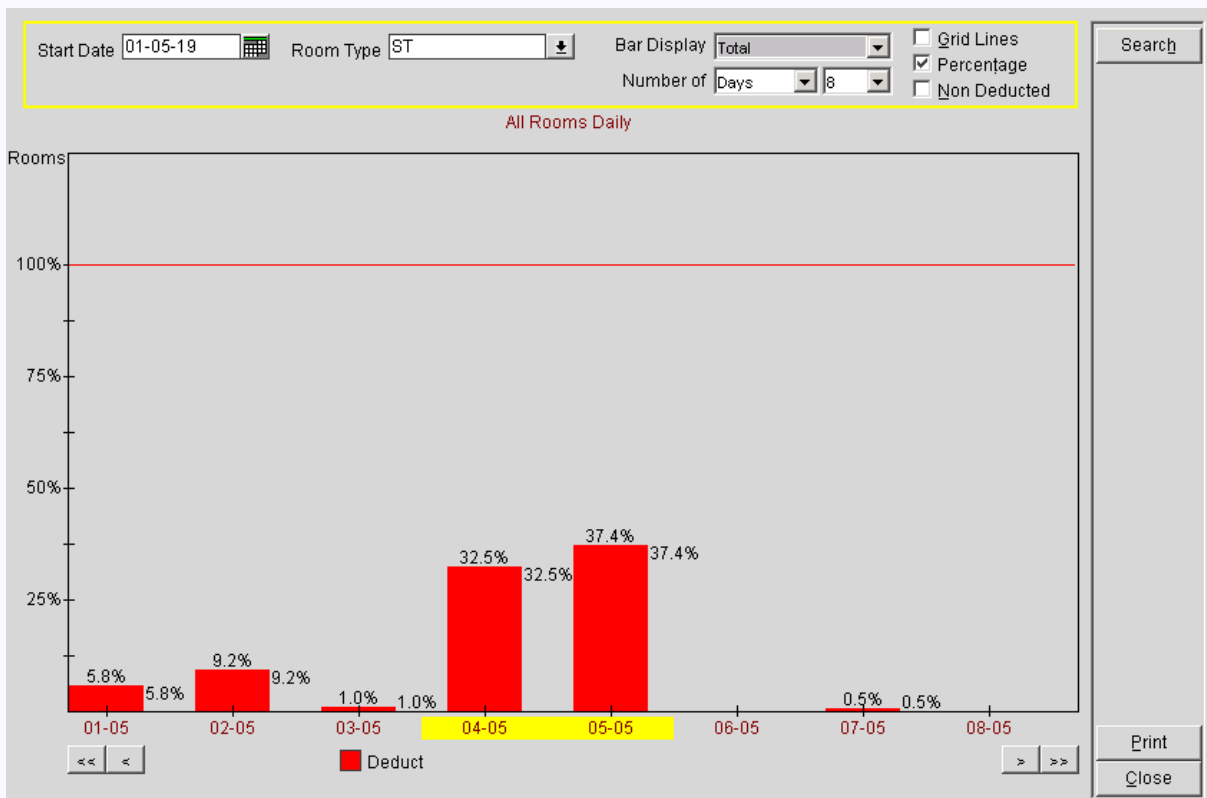 Start Date 01-05-19 Room Type ST Bar Display Total Grid Lines Search
Percentage
Number of Days 8 Non Deducted
All Rooms Daily
Rooms
100%
75%
50%
37.4%
37.4%
32.5%
32.5%
25%
9.2%
9.2%
5.8%
5.8%
1.0% 1.0%
0.5% 0.5%
01-05 02-05 03-05 04-05 05-05 06-05 07-05 08-05
<< < Deduct > >>
Print
Close